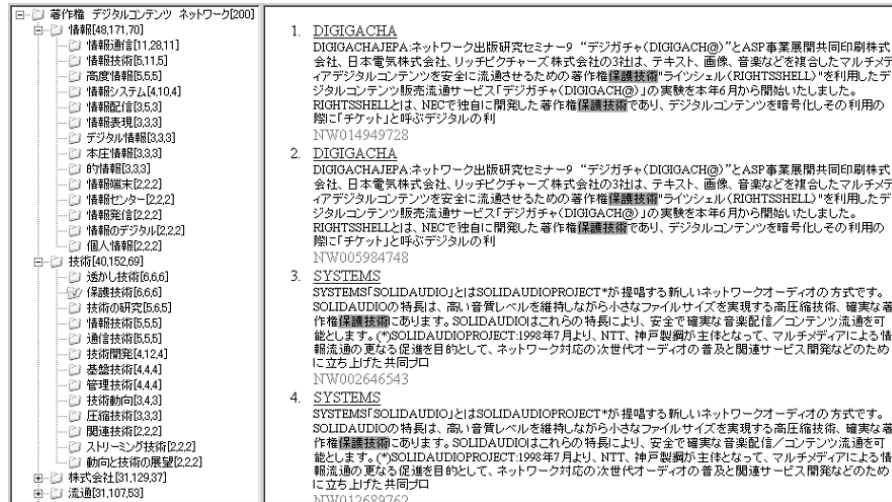 著作権 デジタルコンテンツ ネットワーク[200]
情報[48,171,70]
情報通信[11,28,11]
情報技術[5,11,5]
高度情報[5,5,5]
情報システム[4,10,4]
情報配信[3,5,3]
情報表現[3,3,3]
デジタル情報[3,3,3]
本庄情報[3,3,3]
的情報[3,3,3]
情報端末[2,2,2]
情報センター[2,2,2]
情報発信[2,2,2]
情報のデジタル[2,2,2]
個人情報[2,2,2]
技術[40,152,69]
透かし技術[6,6,6]
保護技術[6,6,6]
技術の研究[5,6,5]
情報技術[5,5,5]
通信技術[5,5,5]
技術開発[4,12,4]
基盤技術[4,4,4]
管理技術[4,4,4]
技術動向[3,4,3]
圧縮技術[3,3,3]
関連技術[2,2,2]
ストリーミング技術[2,2,2]
動向と技術の展望[2,2,2]
株式会社[31,129,37]
流通[31,107,53]
1. DIGIGACHA
DIGIGACHAJEPA:ネットワーク出版研究セミナー9 “デジガチャ(DIGIGACH@)”とASP事業展開共同印刷株式
会社、日本電気株式会社、リッチピクチャーズ株式会社の3社は、テキスト、画像、音楽などを複合したマルチメデ
ィアデジタルコンテンツを安全に流通させるための著作権保護技術"ライツシェル(RIGHTSSHELL)"を利用したデ
ジタルコンテンツ販売流通サービス「デジガチャ(DIGIGACH@)」の実験を本年6月から開始いたしました。
RIGHTSSHELLとは、NECで独自に開発した著作権保護技術であり、デジタルコンテンツを暗号化しその利用の
際に「チケット」と呼ぶデジタルの利
NW014949728
2. DIGIGACHA
DIGIGACHAJEPA:ネットワーク出版研究セミナー9 “デジガチャ(DIGIGACH@)”とASP事業展開共同印刷株式
会社、日本電気株式会社、リッチピクチャーズ株式会社の3社は、テキスト、画像、音楽などを複合したマルチメデ
ィアデジタルコンテンツを安全に流通させるための著作権保護技術"ライツシェル(RIGHTSSHELL)"を利用したデ
ジタルコンテンツ販売流通サービス「デジガチャ(DIGIGACH@)」の実験を本年6月から開始いたしました。
RIGHTSSHELLとは、NECで独自に開発した著作権保護技術であり、デジタルコンテンツを暗号化しその利用の
際に「チケット」と呼ぶデジタルの利
NW005984748
3. SYSTEMS
SYSTEMS「SOLIDAUDIO」とはSOLIDAUDIOPROJECT*が提唱する新しいネットワークオーディオの方式です。
SOLIDAUDIOの特長は、高い音質レベルを維持しながら小さなファイルサイズを実現する高圧縮技術、確実な著
作権保護技術にあります。SOLIDAUDIOはこれらの特長により、安全で確実な音楽配信/コンテンツ流通を可
能とします。(*)SOLIDAUDIOPROJECT:1998年7月より、NTT、神戸製鋼が主体となって、マルチメディアによる情
報流通の更なる促進を目的として、ネットワーク対応の次世代オーディオの普及と関連サービス開発などのため
に立ち上げた共同プロ
NW002646543
4. SYSTEMS
SYSTEMS「SOLIDAUDIO」とはSOLIDAUDIOPROJECT*が提唱する新しいネットワークオーディオの方式です。
SOLIDAUDIOの特長は、高い音質レベルを維持しながら小さなファイルサイズを実現する高圧縮技術、確実な著
作権保護技術にあります。SOLIDAUDIOはこれらの特長により、安全で確実な音楽配信/コンテンツ流通を可
能とします。(*)SOLIDAUDIOPROJECT:1998年7月より、NTT、神戸製鋼が主体となって、マルチメディアによる情
報流通の更なる促進を目的として、ネットワーク対応の次世代オーディオの普及と関連サービス開発などのため
に立ち上げた共同プロ
NW012689762